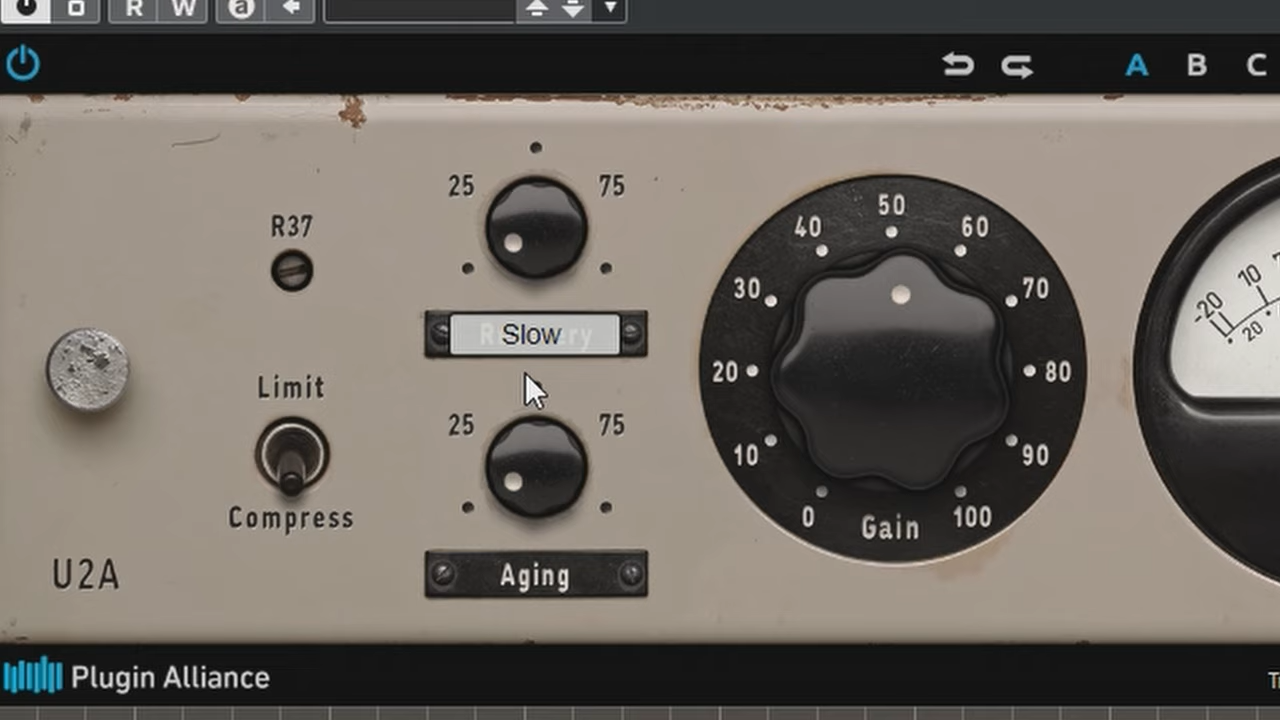 R W a
A B C
25 75
R37
Slow
Limit
25 75
Compress
Aging
U2A
0 10 20 30 40 50 60 70 80 90 100
Gain
-20 10 7
20
Plugin Alliance